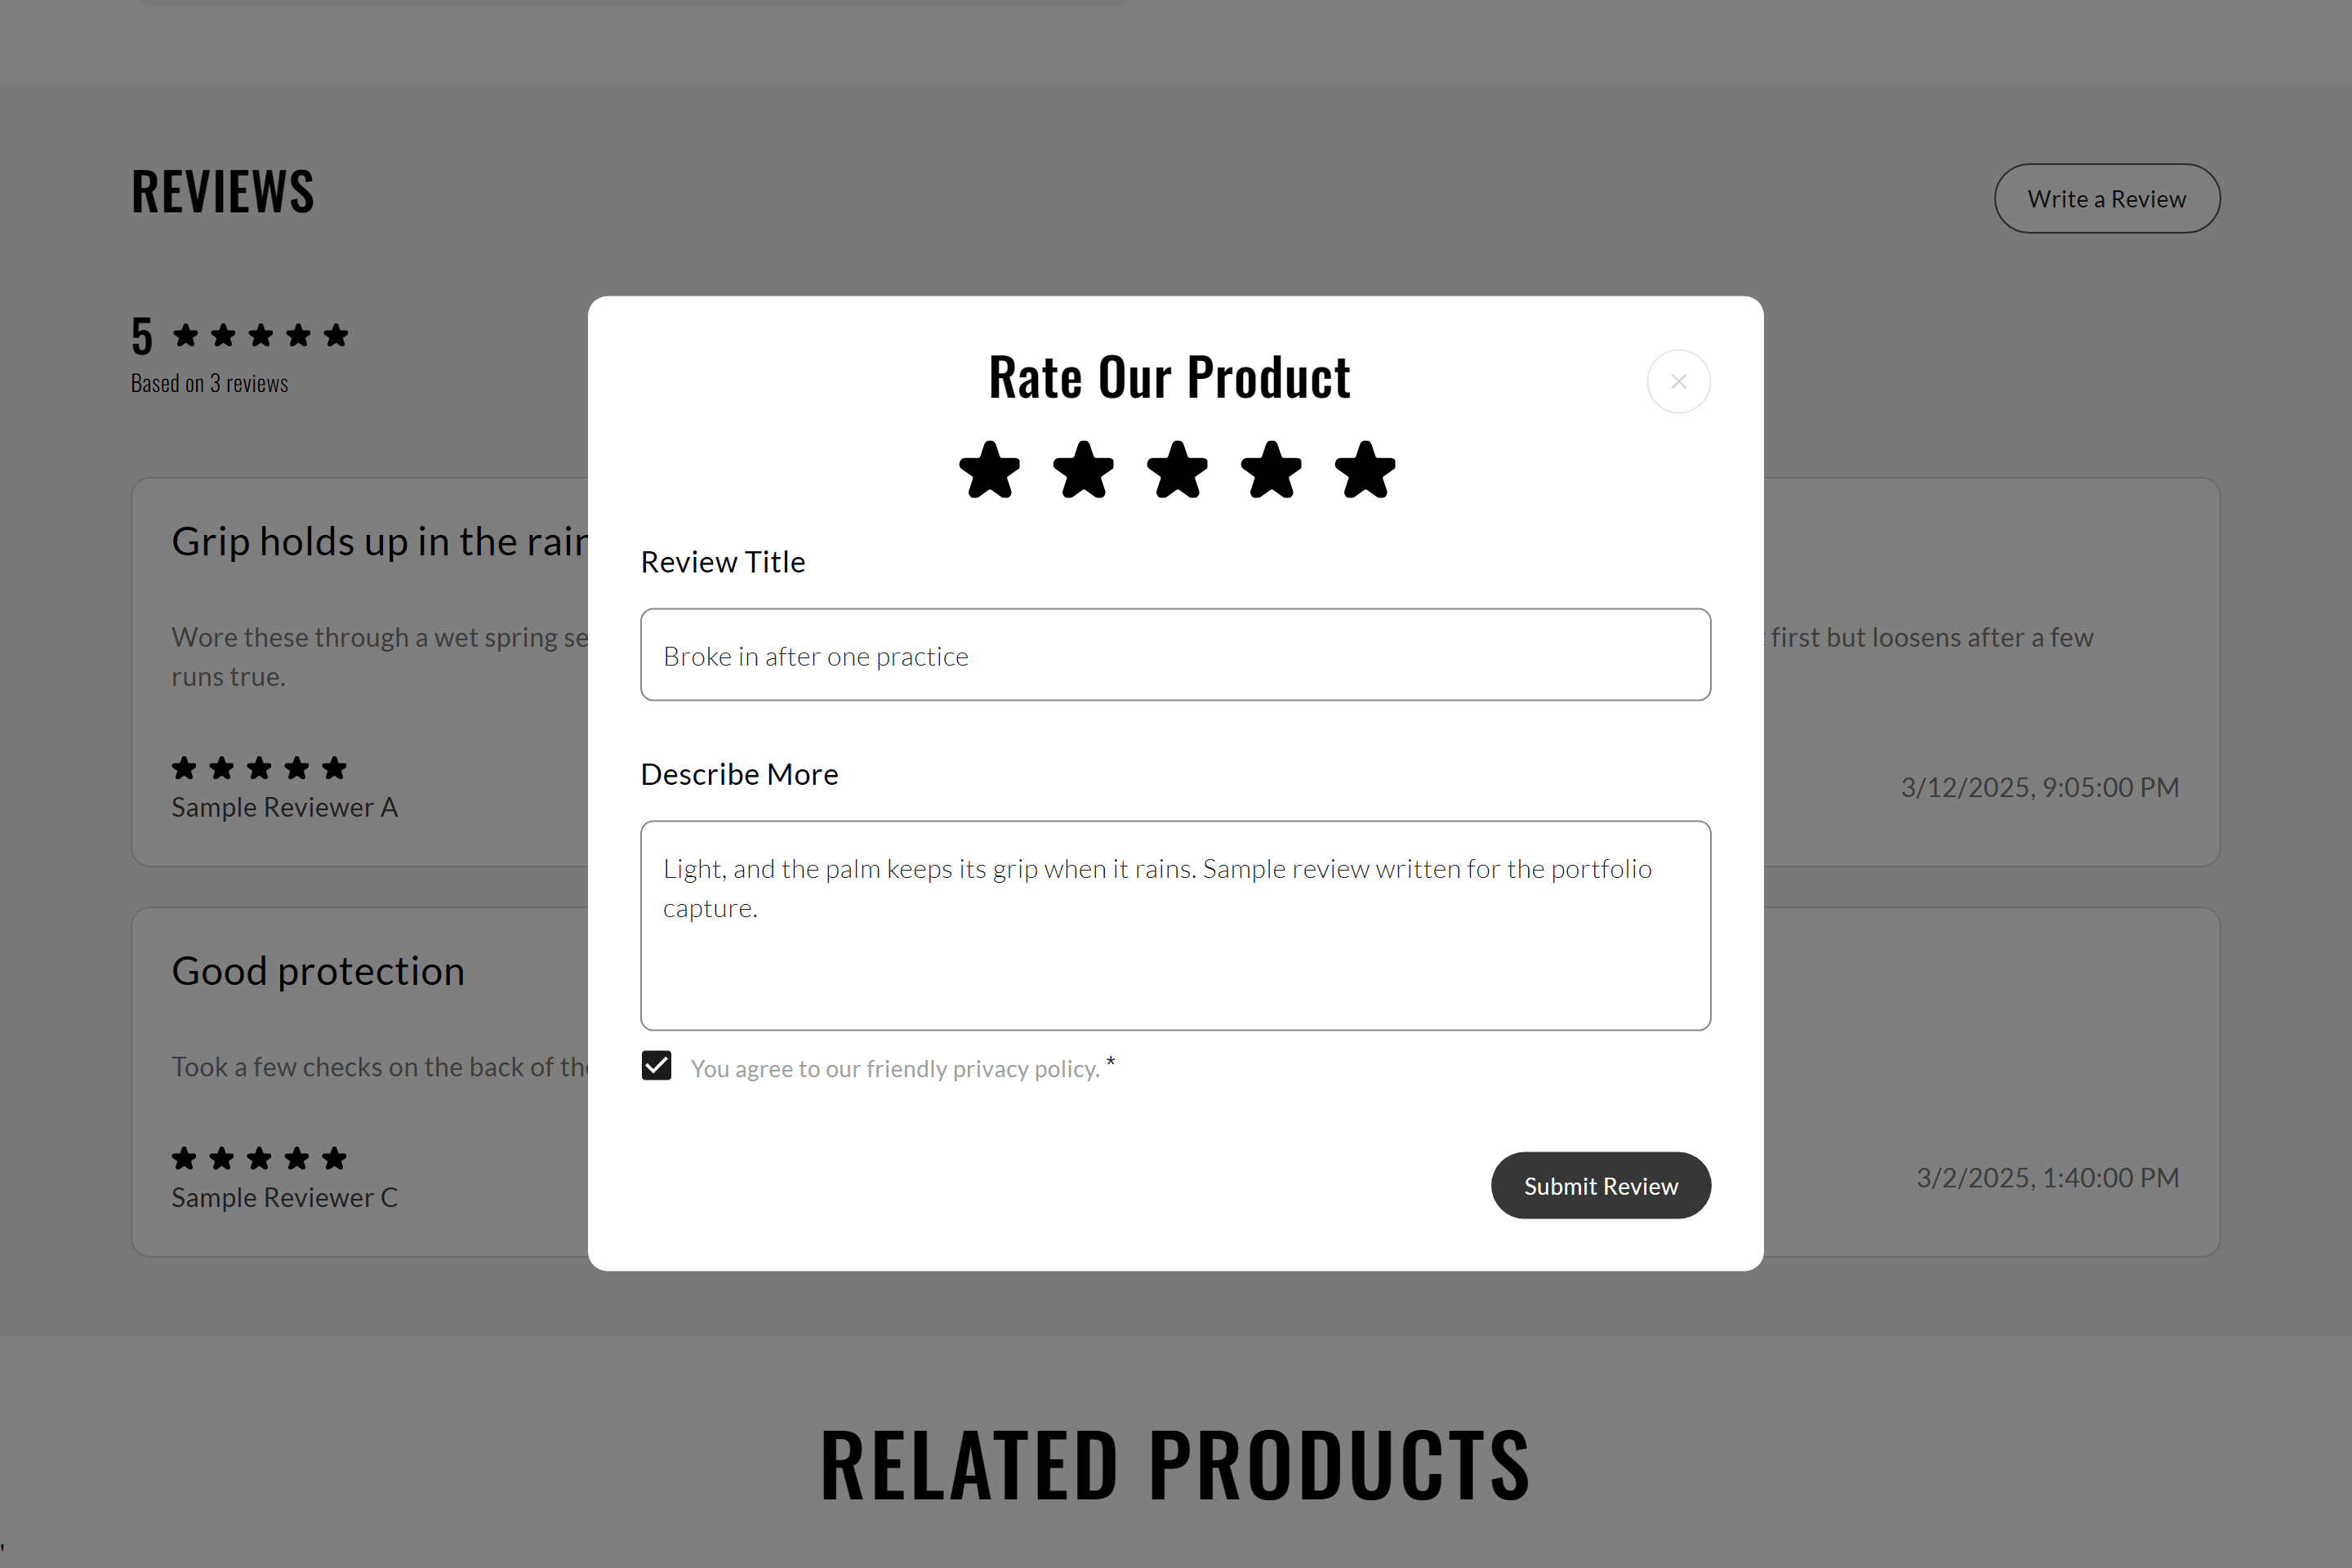 REVIEWS
Write a Review
5
Based on 3 reviews
Rate Our Product
Review Title
Broke in after one practice
Describe More
Light, and the palm keeps its grip when it rains. Sample review written for the portfolio
capture.
You agree to our friendly privacy policy. *
Submit Review
Grip holds up in the rain
Wore these through a wet spring
runs true.
Sample Reviewer A
first but loosens after a few
3/12/2025, 9:05:00 PM
Good protection
Took a few checks on the back of the
Sample Reviewer C
3/2/2025, 1:40:00 PM
RELATED PRODUCTS
'